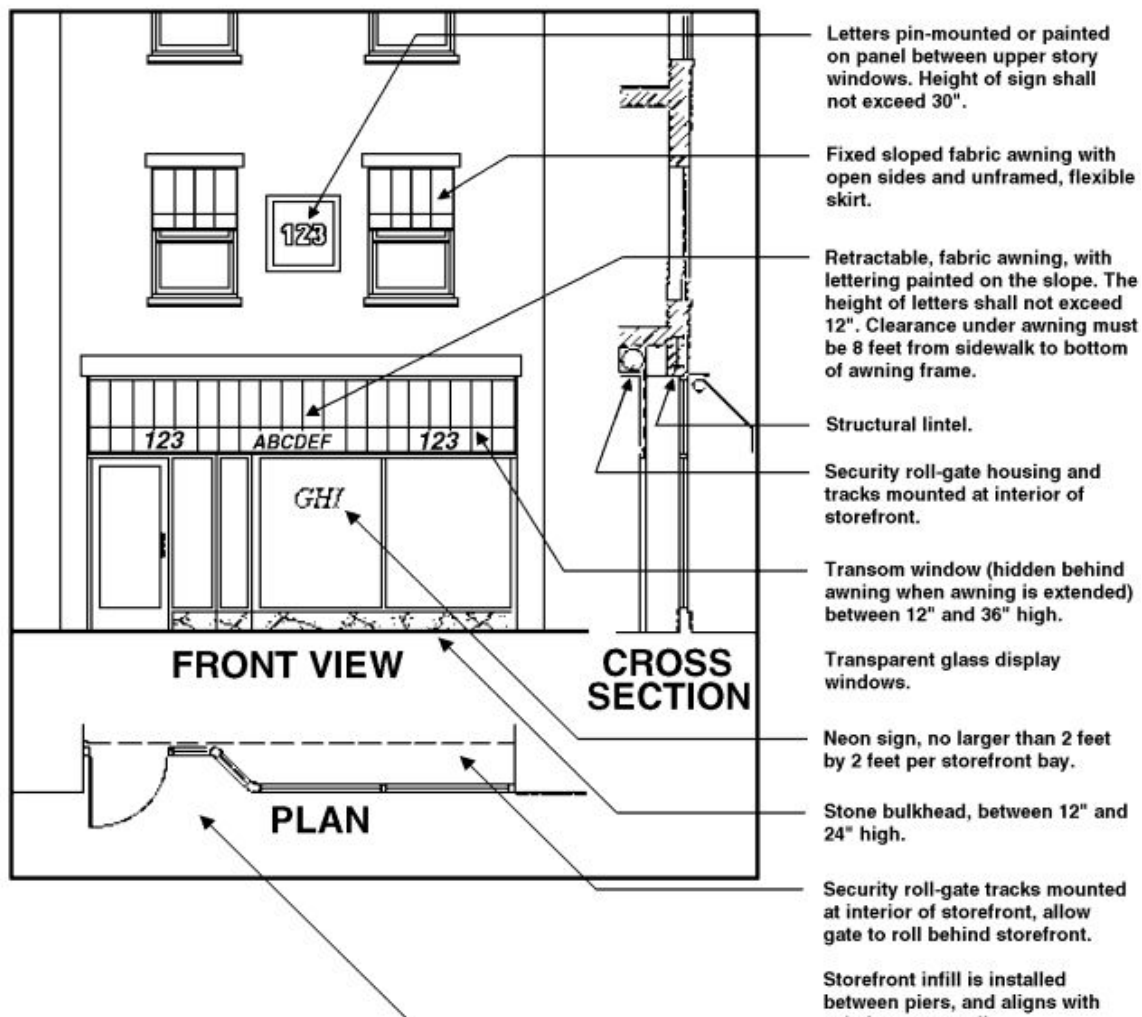 Letters pin-mounted or painted
on panel between upper story
windows. Height of sign shall
not exceed 30".
Fixed sloped fabric awning with
open sides and unframed, flexible
skirt.
123
Retractable, fabric awning, with
lettering painted on the slope. The
height of letters shall not exceed
12". Clearance under awning must
be 8 feet from sidewalk to bottom
of awning frame.
Structural lintel.
123 ABCDEF 123
Security roll-gate housing and
tracks mounted at interior of
storefront.
GHI
Transom window (hidden behind
awning when awning is extended)
between 12" and 36" high.
FRONT VIEW
CROSS
SECTION
Transparent glass display
windows.
Neon sign, no larger than 2 feet
by 2 feet per storefront bay.
PLAN
Stone bulkhead, between 12" and
24" high.
Security roll-gate tracks mounted
at interior of storefront, allow
gate to roll behind storefront.
Storefront infill is installed
between piers, and aligns with